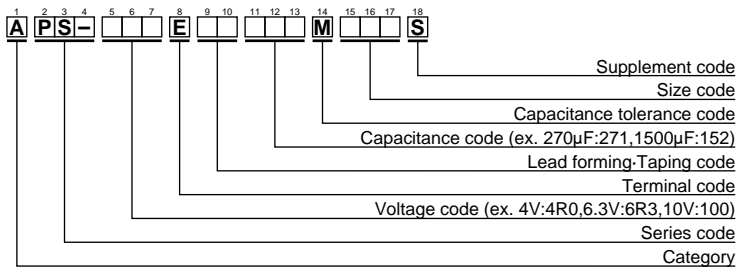 1 2 3 4 5 6 7 8 9 10 11 12 13 14 15 16 17 18
A P S – E M S
Supplement code
Size code
Capacitance tolerance code
Capacitance code (ex. 270µF:271,1500µF:152)
Lead forming·Taping code
Terminal code
Voltage code (ex. 4V:4R0,6.3V:6R3,10V:100)
Series code
Category